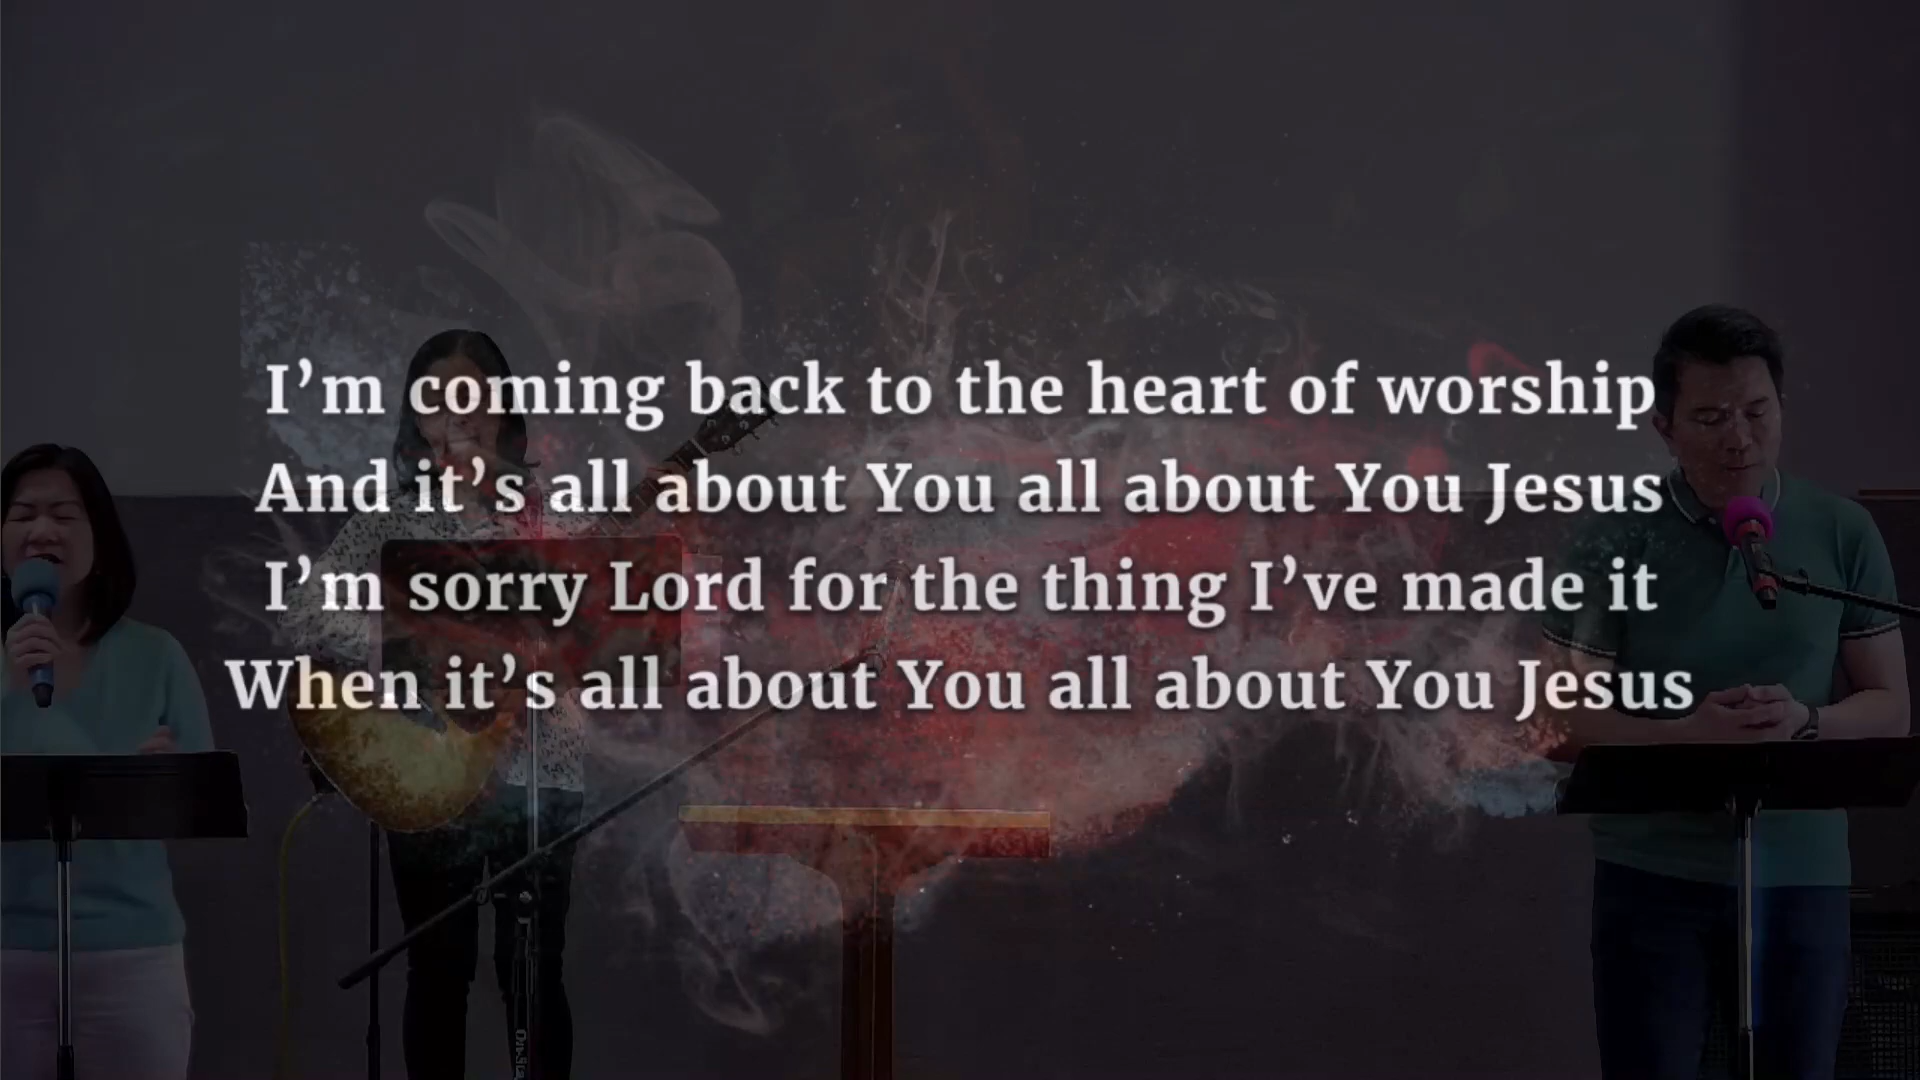 I’m coming back to the heart of worship
And it’s all about You all about You Jesus
I’m sorry Lord for the thing I’ve made it
When it’s all about You all about You Jesus